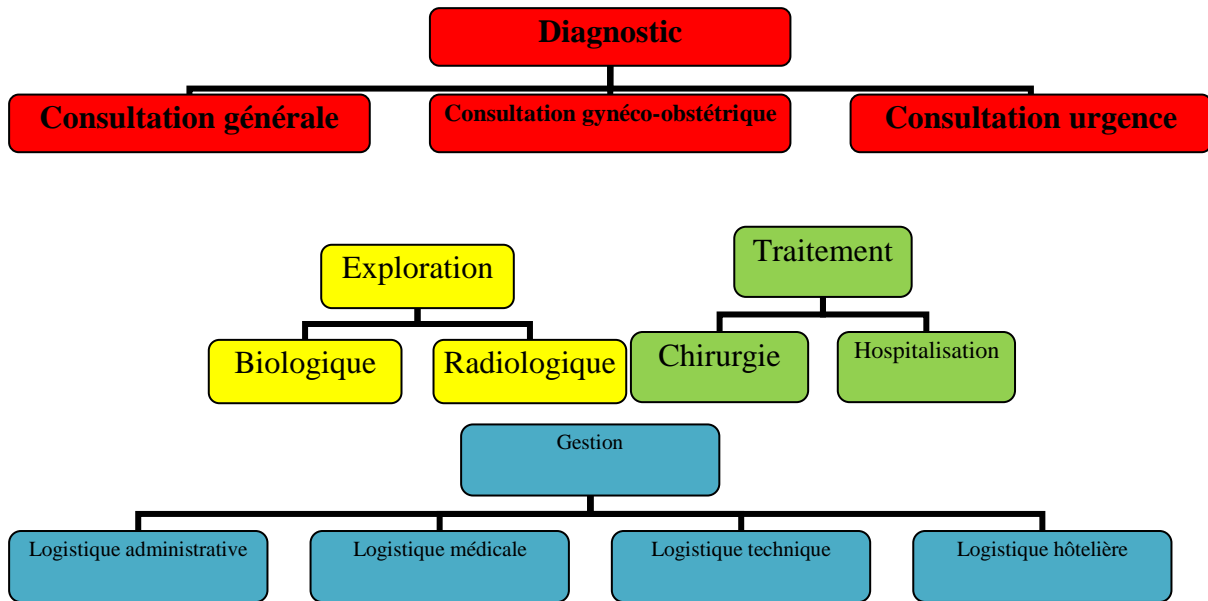 Diagnostic
Consultation générale
Consultation gynéco-obstétrique
Consultation urgence
Exploration
Traitement
Biologique
Radiologique
Chirurgie
Hospitalisation
Gestion
Logistique administrative
Logistique médicale
Logistique technique
Logistique hôtelière